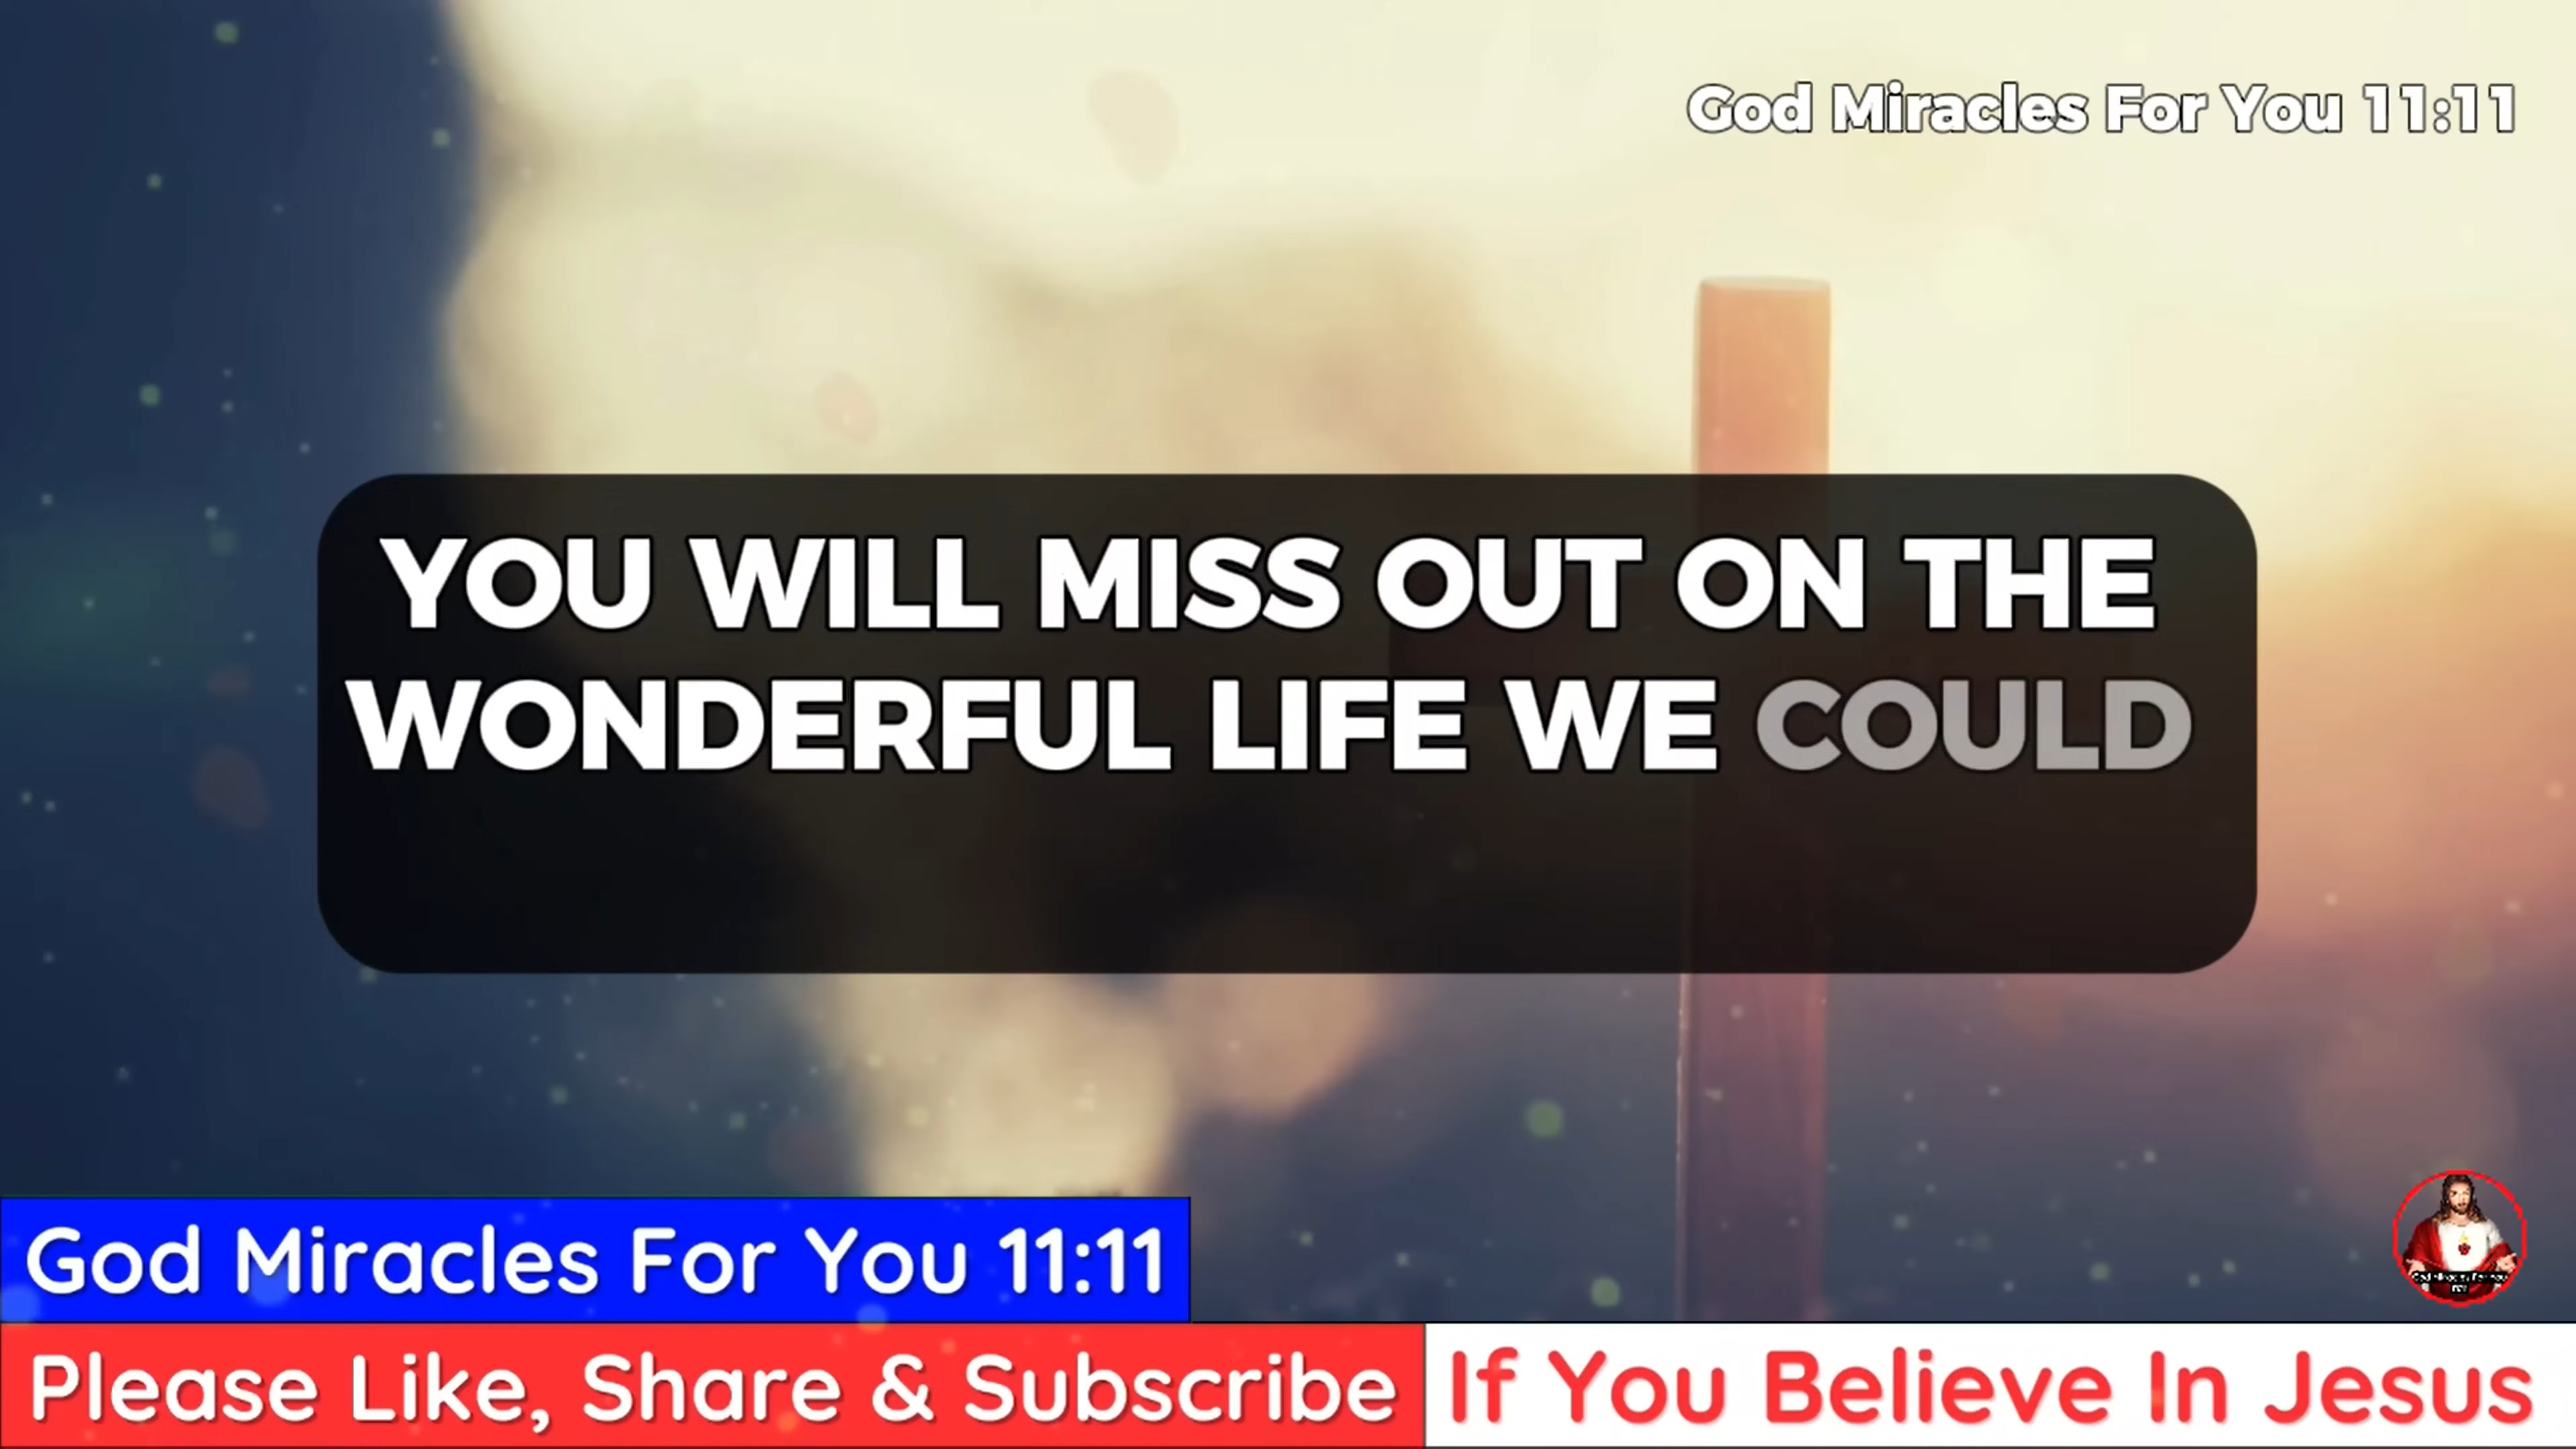 God Miracles For You 11:11
YOU WILL MISS OUT ON THE
WONDERFUL LIFE WE COULD
God Miracles For You 11:11
Please Like, Share & Subscribe
If You Believe In Jesus